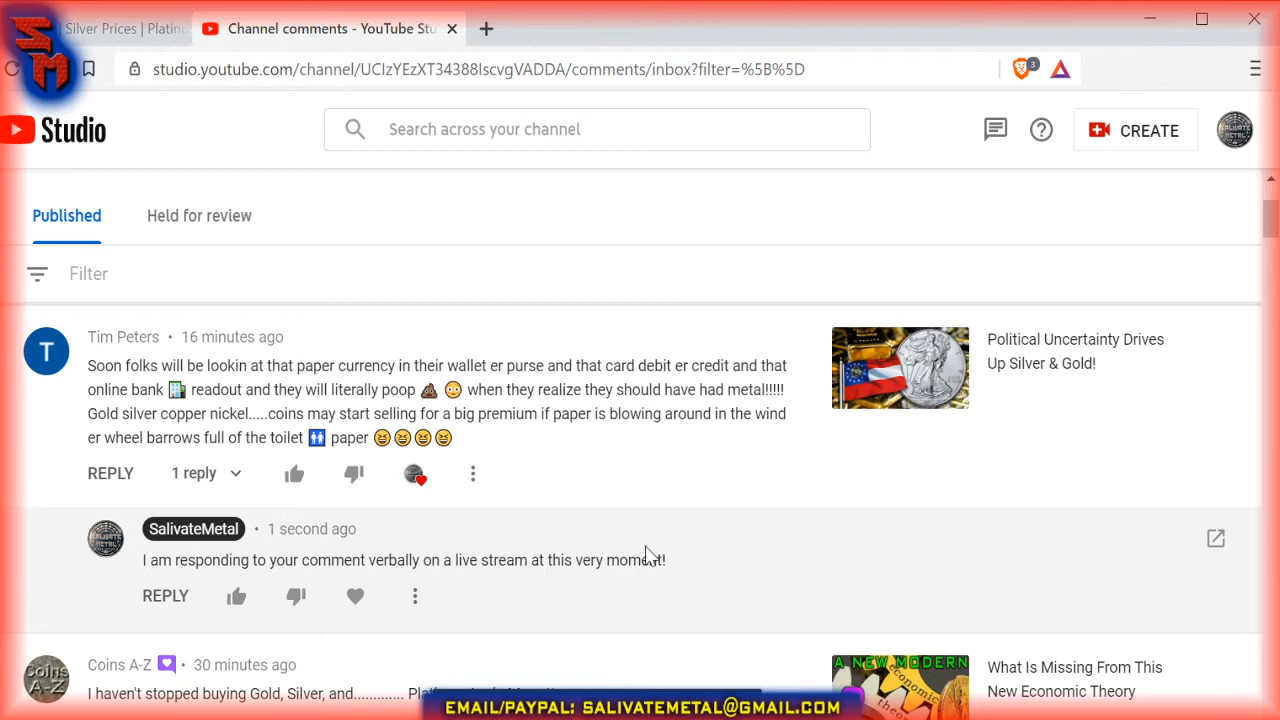 SM
Silver Prices | Platin
Channel comments - YouTube Stu
studio.youtube.com/channel/UCIzYEzXT34388IscvgVADDA/comments/inbox?filter=%5B%5D
3
Studio
Search across your channel
CREATE
Published
Held for review
Filter
T
Tim Peters • 16 minutes ago
Soon folks will be lookin at that paper currency in their wallet er purse and that card debit er credit and that
online bank 🏦 readout and they will literally poop 💩 😳 when they realize they should have had metal!!!!!
Gold silver copper nickel.....coins may start selling for a big premium if paper is blowing around in the wind
er wheel barrows full of the toilet 🚻 paper 😆😆😆😆
Political Uncertainty Drives
Up Silver & Gold!
REPLY
1 reply
SalivateMetal • 1 second ago
I am responding to your comment verbally on a live stream at this very moment!
REPLY
Coins
A-Z
Coins A-Z • 30 minutes ago
I haven't stopped buying Gold, Silver, and............
A NEW MODERN
economic
What Is Missing From This
New Economic Theory
EMAIL/PAYPAL: SALIVATEMETAL@GMAIL.COM